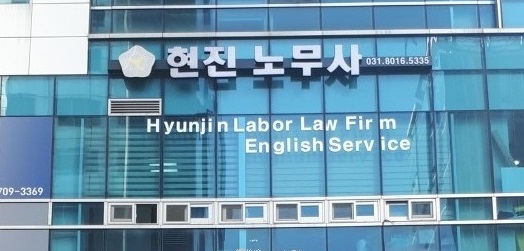 현진 노무사 031.8016.5335
Hyunjin Labor Law Firm
English Service
709-3369